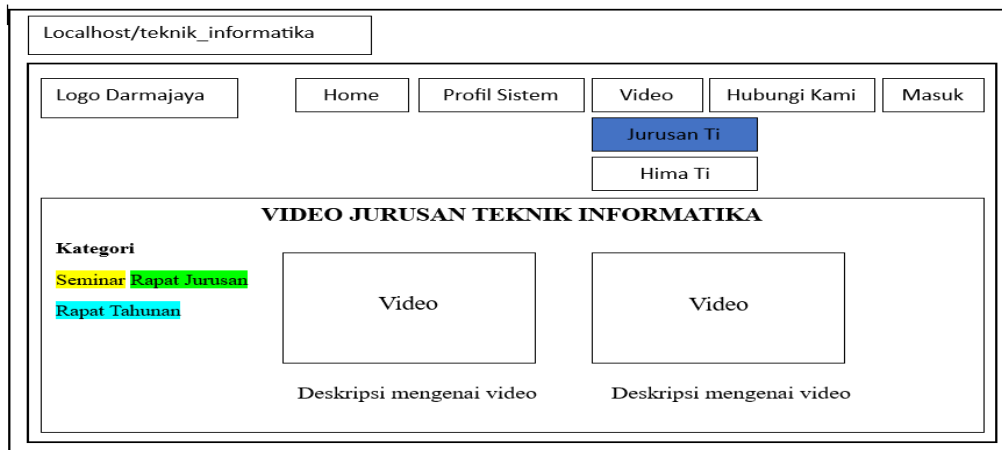 Localhost/teknik_informatika
Logo Darmajaya Home Profil Sistem Video Hubungi Kami Masuk
Jurusan Ti
Hima Ti
VIDEO JURUSAN TEKNIK INFORMATIKA
Kategori
Seminar Rapat Jurusan
Rapat Tahunan
Video Video
Deskripsi mengenai video Deskripsi mengenai video